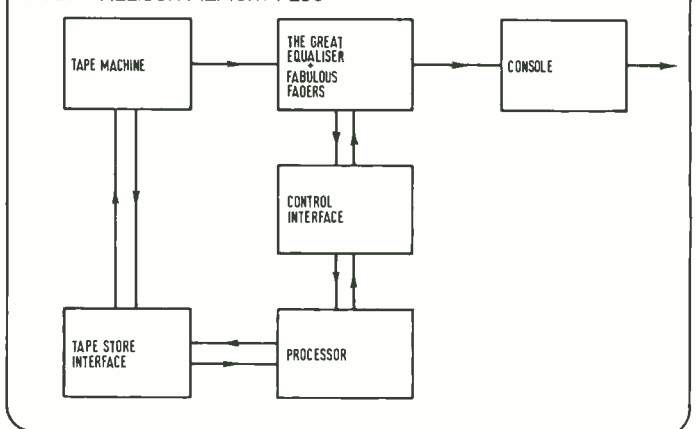 TAPE MACHINE
THE GREAT
EQUALISER
+
FABULOUS
FADERS
CONSOLE
CONTROL
INTERFACE
TAPE STORE
INTERFACE
PROCESSOR